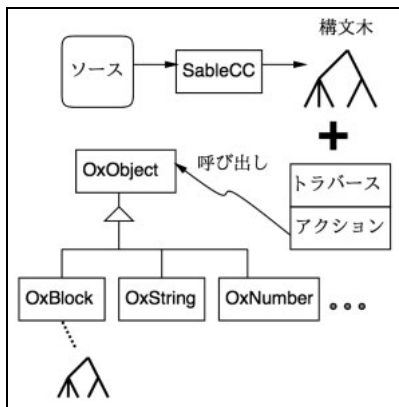 構文木
ソース
SableCC
呼び出し
OxObject
トラバース
アクション
OxBlock
OxString
OxNumber